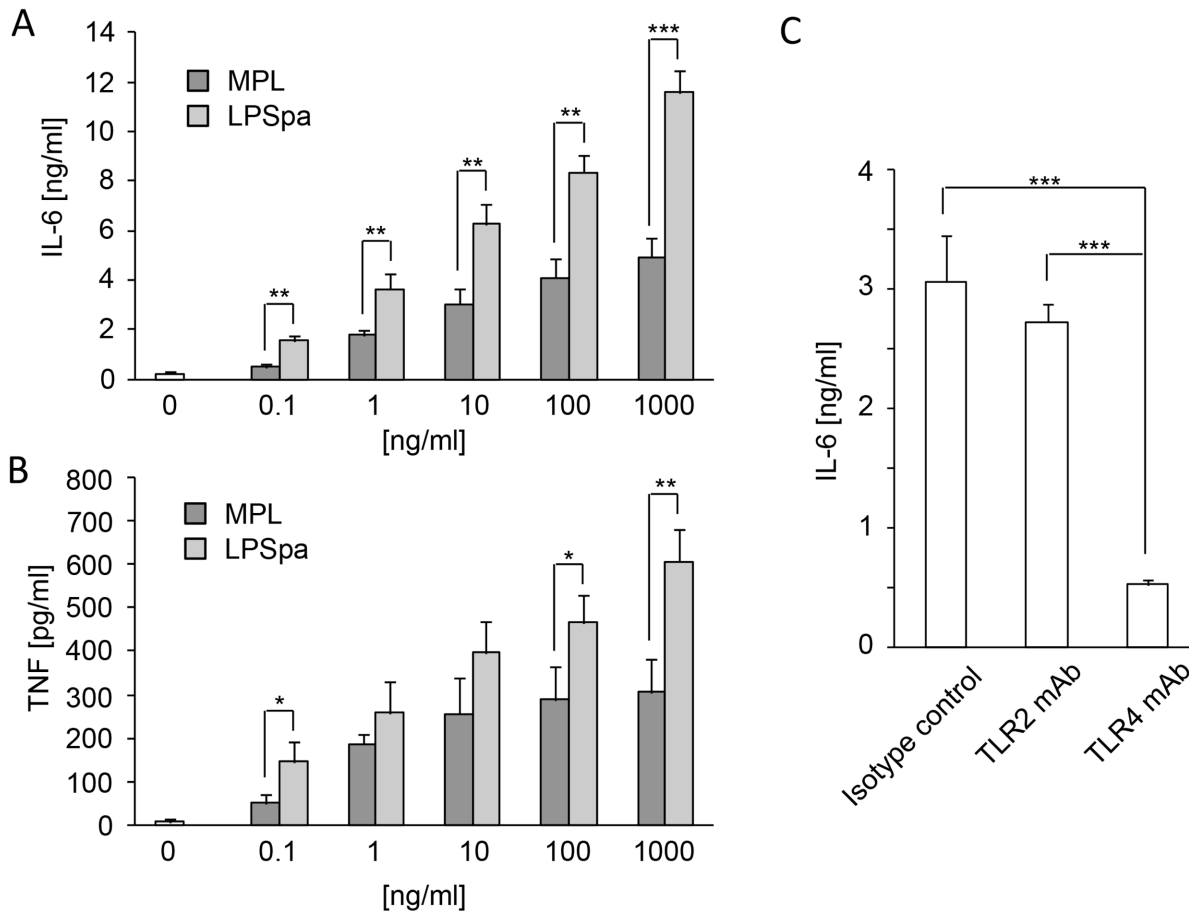 A
IL-6 [ng/ml]
14
12
10
8
6
4
2
0
MPL
LPSpa
**
**
**
**
***
0 0.1 1 10 100 1000
[ng/ml]
B
TNF [pg/ml]
800
700
600
500
400
300
200
100
0
MPL
LPSpa
*
*
**
0 0.1 1 10 100 1000
[ng/ml]
C
IL-6 [ng/ml]
4
3
2
1
0
***
***
Isotype control
TLR2 mAb
TLR4 mAb